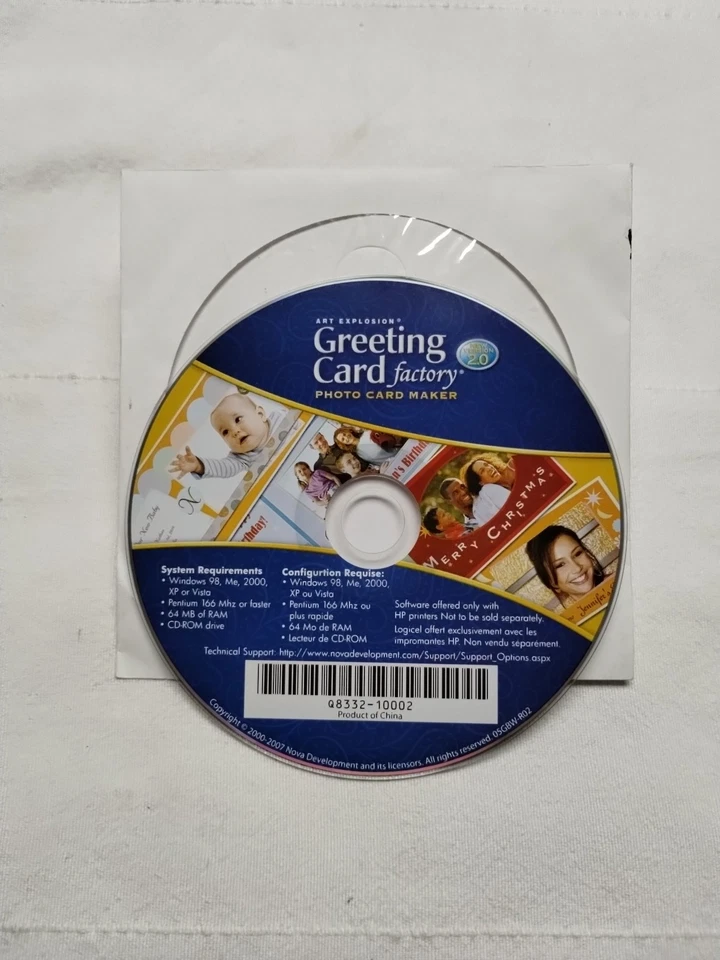 ART EXPLOSION®
Greeting
Card factory®
2.0
PHOTO CARD MAKER
N
MERRY CHRISTMAS
System Requirements
• Windows 98, Me, 2000,
XP or Vista
• Pentium 166 Mhz or faster
• 64 MB of RAM
• CD-ROM drive
Configurtion Requise:
• Windows 98, Me, 2000,
XP ou Vista
• Pentium 166 Mhz ou
plus rapide
• 64 Mo de RAM
• Lecteur de CD-ROM
Software offered only with
HP printers Not to be sold separately.
Logicel offert exclusivement avec les
impromantes HP. Non vendu séparément.
Technical Support: http://www.novadevelopment.com/Support/Support_Options.aspx
Q8332-10002
Product of China
Copyright © 2000-2007 Nova Development and its licensors. All rights reserved 05GBW-R02